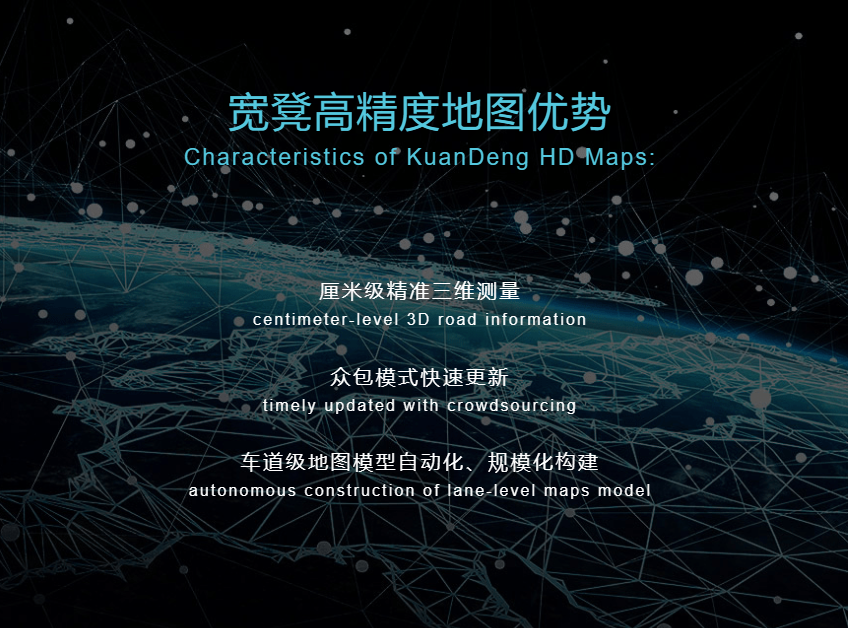 宽凳高精度地图优势
Characteristics of KuanDeng HD Maps:
厘米级精准三维测量
centimeter-level 3D road information
众包模式快速更新
timely updated with crowdsourcing
车道级地图模型自动化、规模化构建
autonomous construction of lane-level maps model